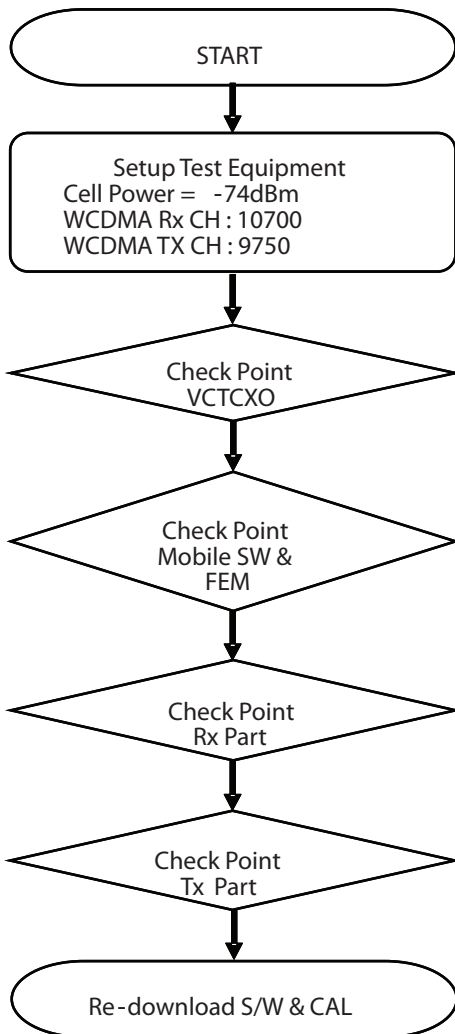 START
Setup Test Equipment
Cell Power = -74dBm
WCDMA Rx CH : 10700
WCDMA TX CH : 9750
Check Point
VCTCXO
Check Point
Mobile SW &
FEM
Check Point
Rx Part
Check Point
Tx Part
Re-download S/W & CAL